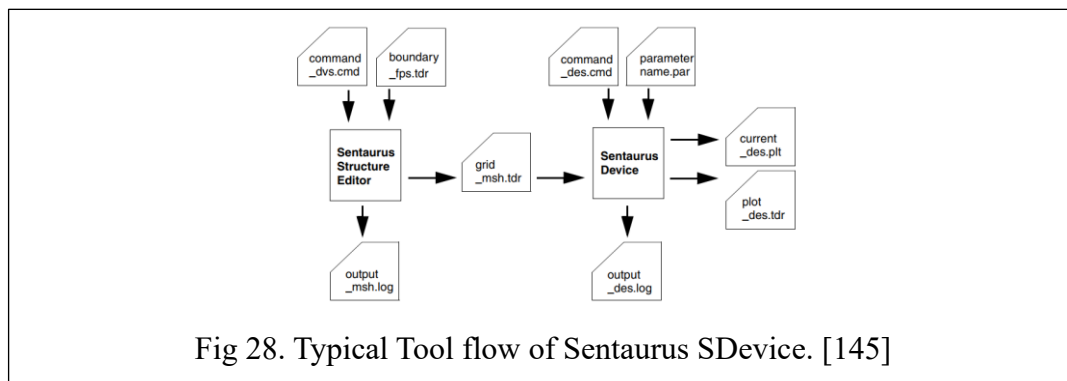 command
_dvs.cmd
boundary
_fps.tdr
command
_des.cmd
parameter
name.par
Sentaurus
Structure
Editor
grid
_msh.tdr
Sentaurus
Device
current
_des.plt
plot
_des.tdr
output
_msh.log
output
_des.log
Fig 28. Typical Tool flow of Sentaurus SDevice. [145]